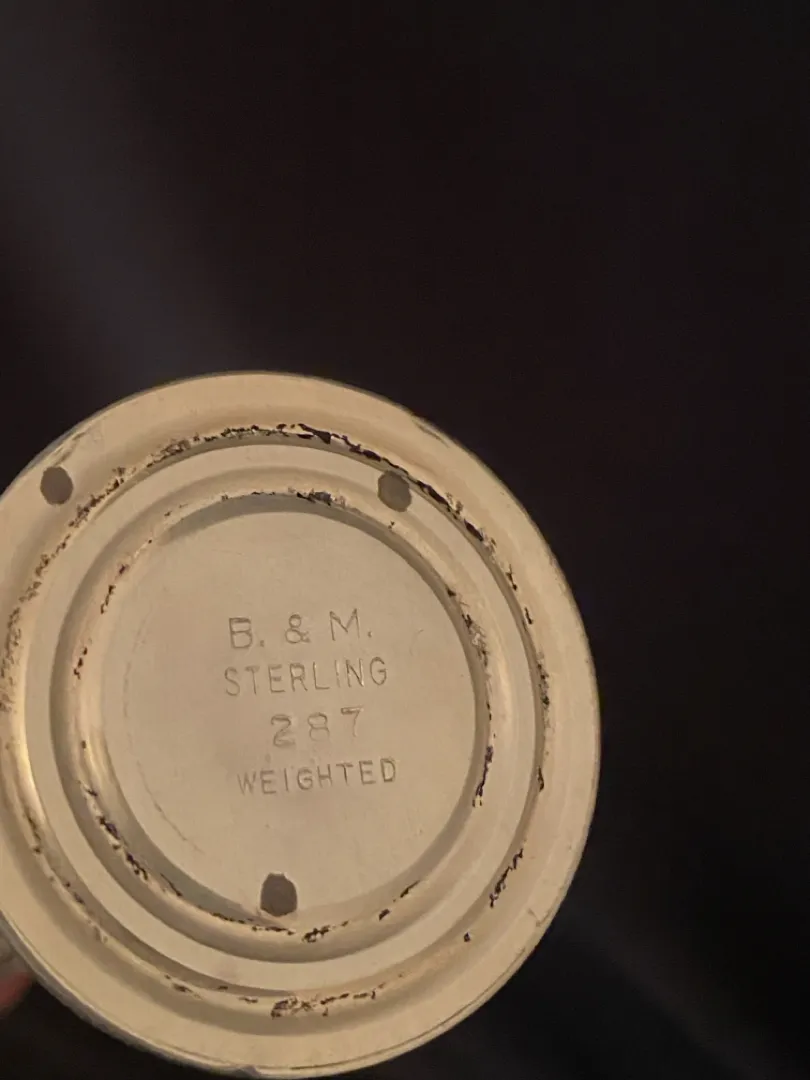 B. & M.
STERLING
287
WEIGHTED